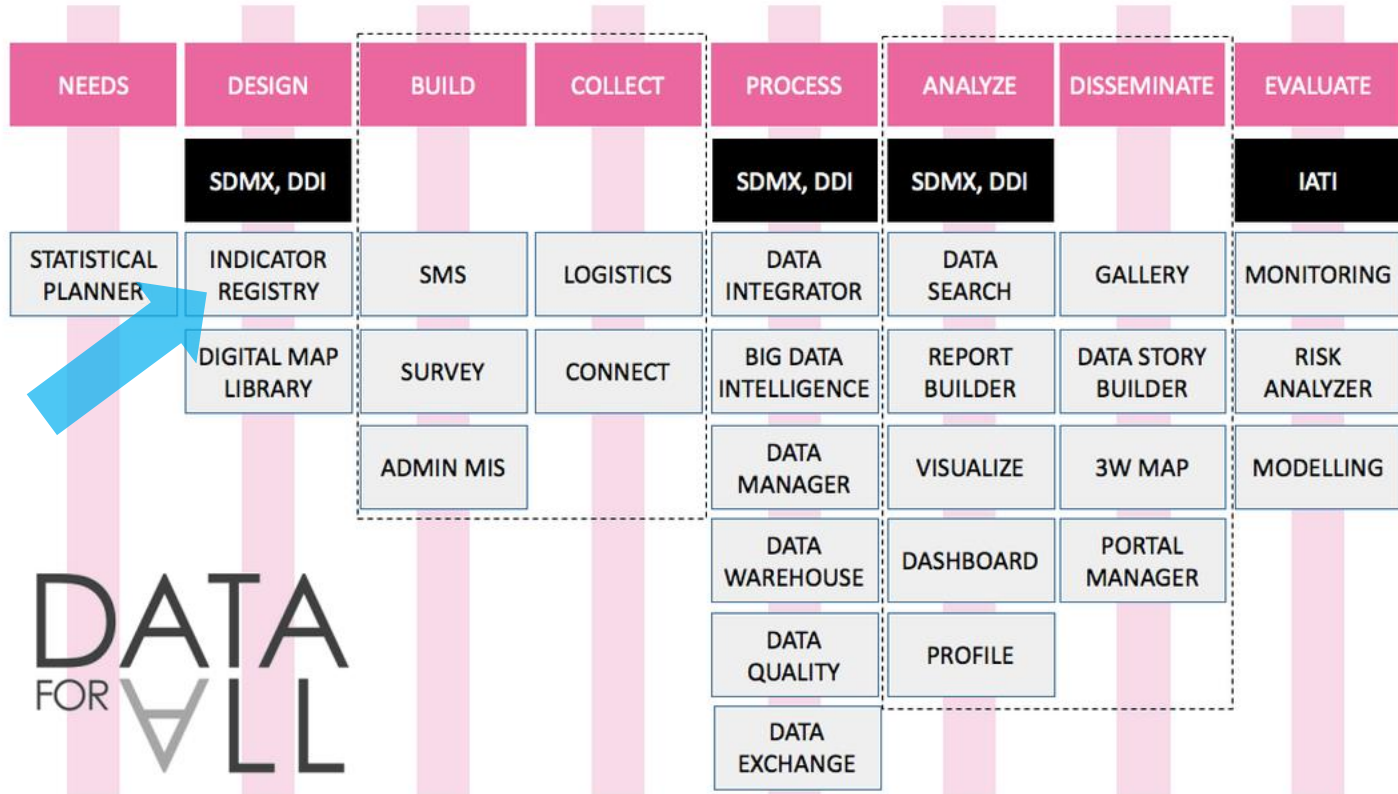 NEEDS
DESIGN
BUILD
COLLECT
PROCESS
ANALYZE
DISSEMINATE
EVALUATE
SDMX, DDI
SDMX, DDI
SDMX, DDI
IATI
STATISTICAL
PLANNER
INDICATOR
REGISTRY
SMS
LOGISTICS
DATA
INTEGRATOR
DATA
SEARCH
GALLERY
MONITORING
DIGITAL MAP
LIBRARY
SURVEY
CONNECT
BIG DATA
INTELLIGENCE
REPORT
BUILDER
DATA STORY
BUILDER
RISK
ANALYZER
ADMIN MIS
DATA
MANAGER
VISUALIZE
3W MAP
MODELLING
DATA
WAREHOUSE
DASHBOARD
PORTAL
MANAGER
DATA
QUALITY
PROFILE
DATA
EXCHANGE
DATA
FOR ∀LL